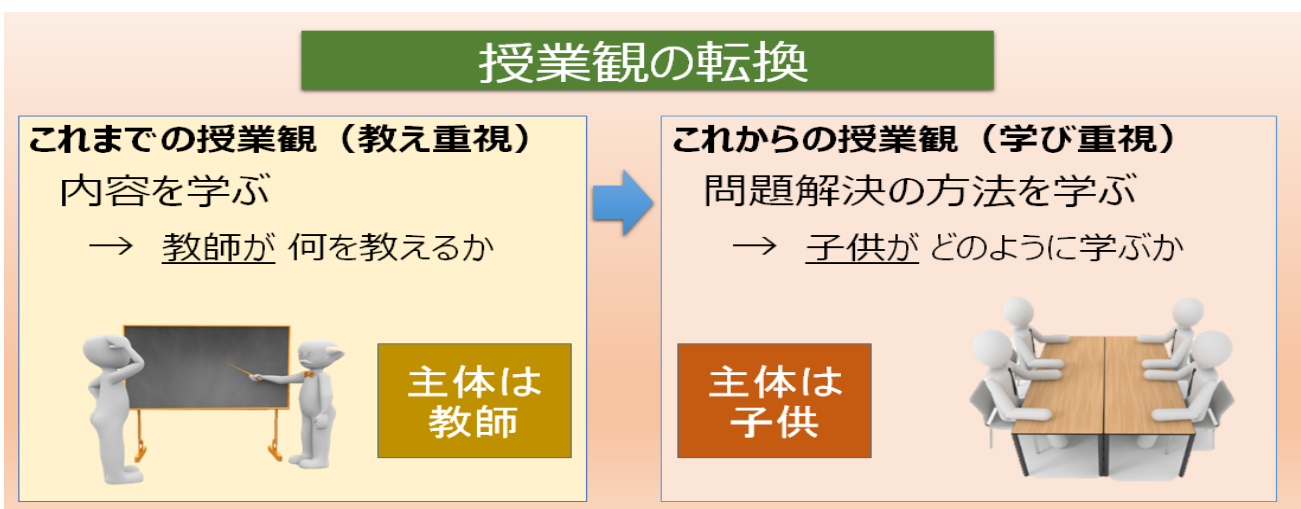 授業観の転換
これまでの授業観（教え重視）
内容を学ぶ
→ 教師が 何を教えるか
主体は
教師
これからの授業観（学び重視）
問題解決の方法を学ぶ
→ 子供が どのように学ぶか
主体は
子供